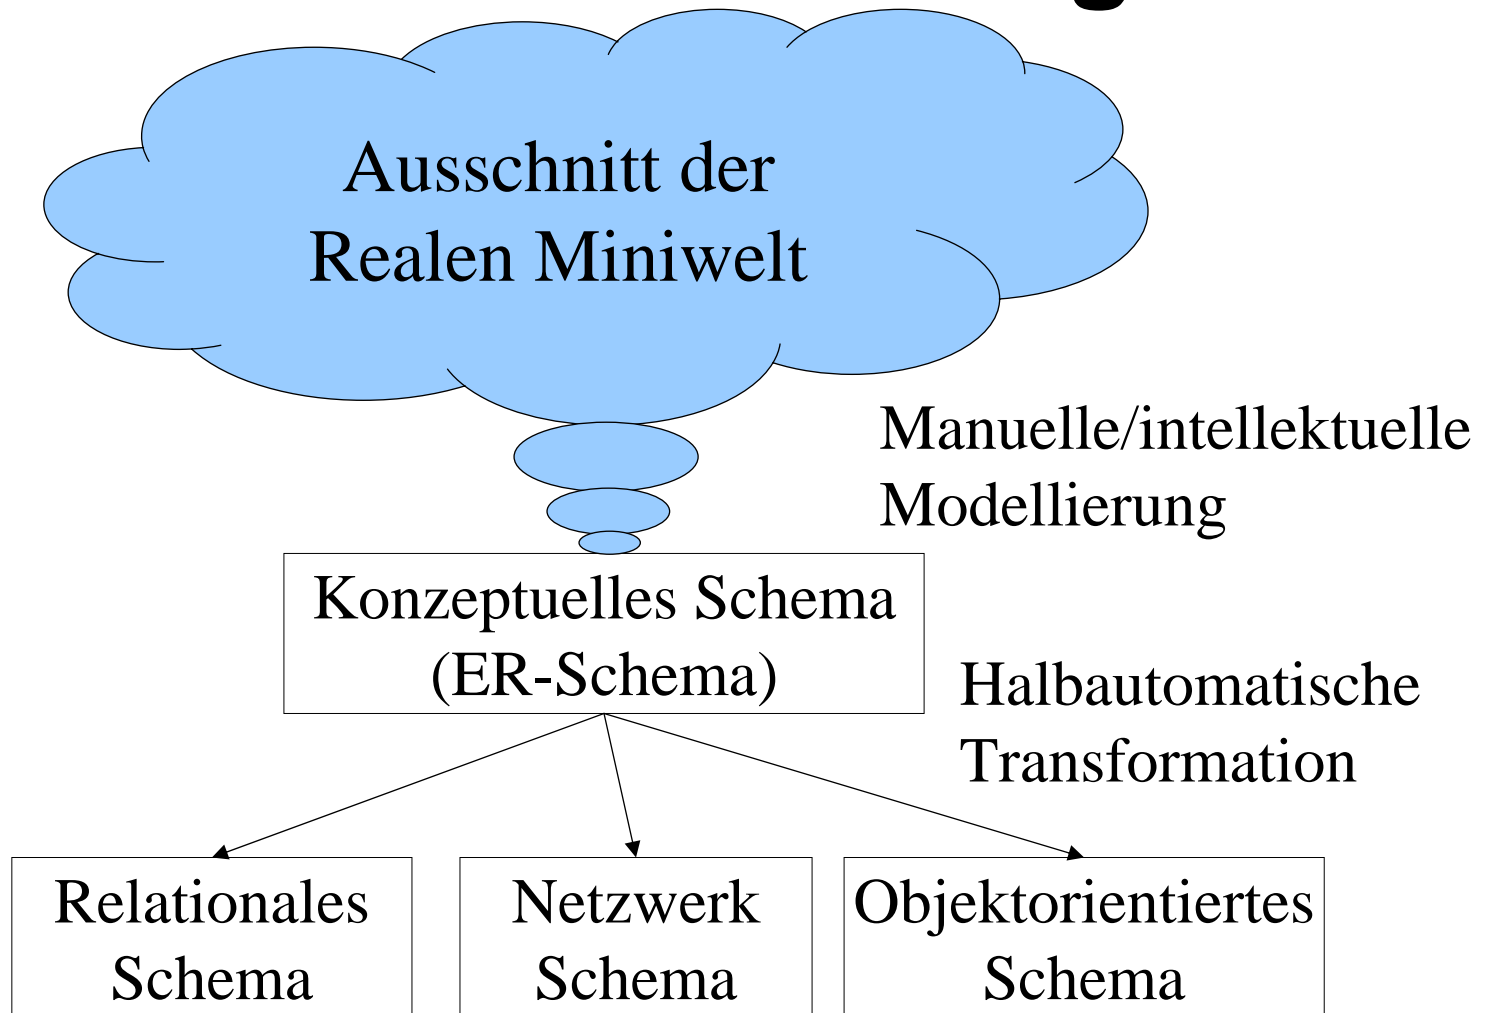 Ausschnitt der
Realen Miniwelt
Manuelle/intellektuelle
Modellierung
Konzeptuelles Schema
(ER-Schema)
Halbautomatische
Transformation
Relationales
Schema
Netzwerk
Schema
Objektorientiertes
Schema